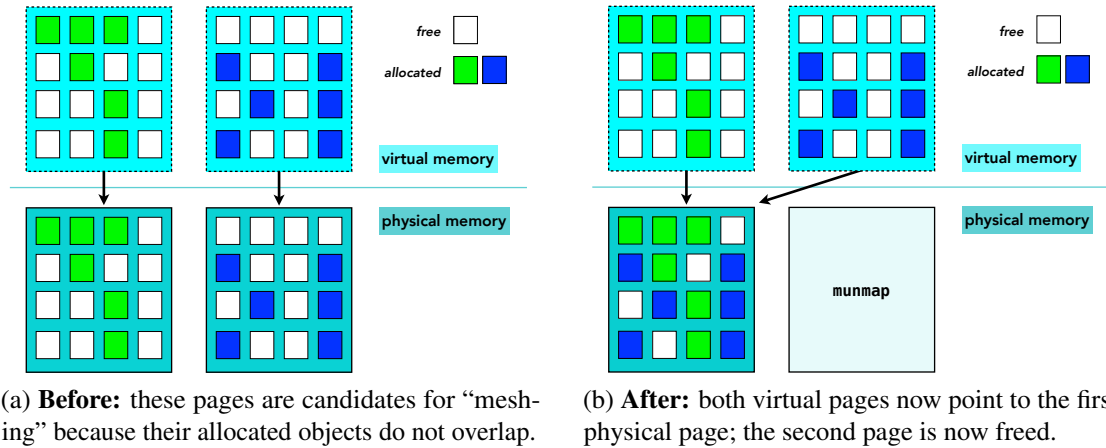 free
allocated
virtual memory
physical memory
(a) Before: these pages are candidates for “mesh-
ing” because their allocated objects do not overlap.
free
allocated
virtual memory
physical memory
munmap
(b) After: both virtual pages now point to the firs
physical page; the second page is now freed.